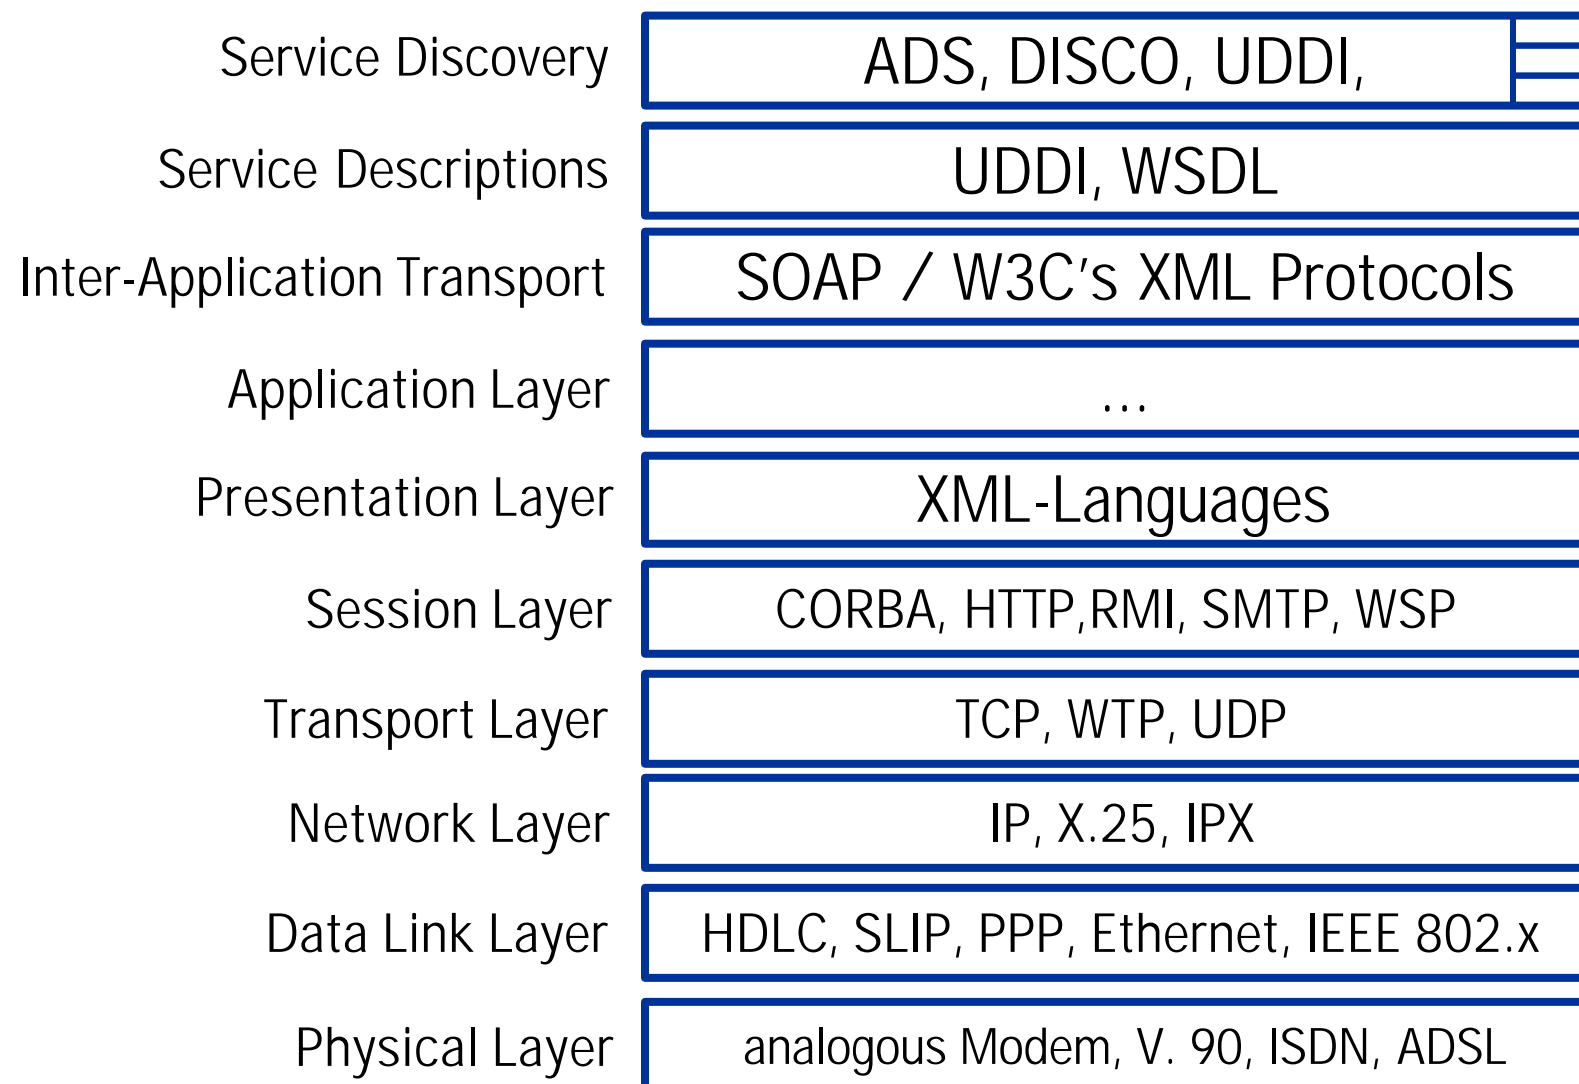 Service Discovery ADS, DISCO, UDDI,
Service Descriptions UDDI, WSDL
Inter-Application Transport SOAP / W3C's XML Protocols
Application Layer ...
Presentation Layer XML-Languages
Session Layer CORBA, HTTP,RMI, SMTP, WSP
Transport Layer TCP, WTP, UDP
Network Layer IP, X.25, IPX
Data Link Layer HDLC, SLIP, PPP, Ethernet, IEEE 802.x
Physical Layer analogous Modem, V. 90, ISDN, ADSL